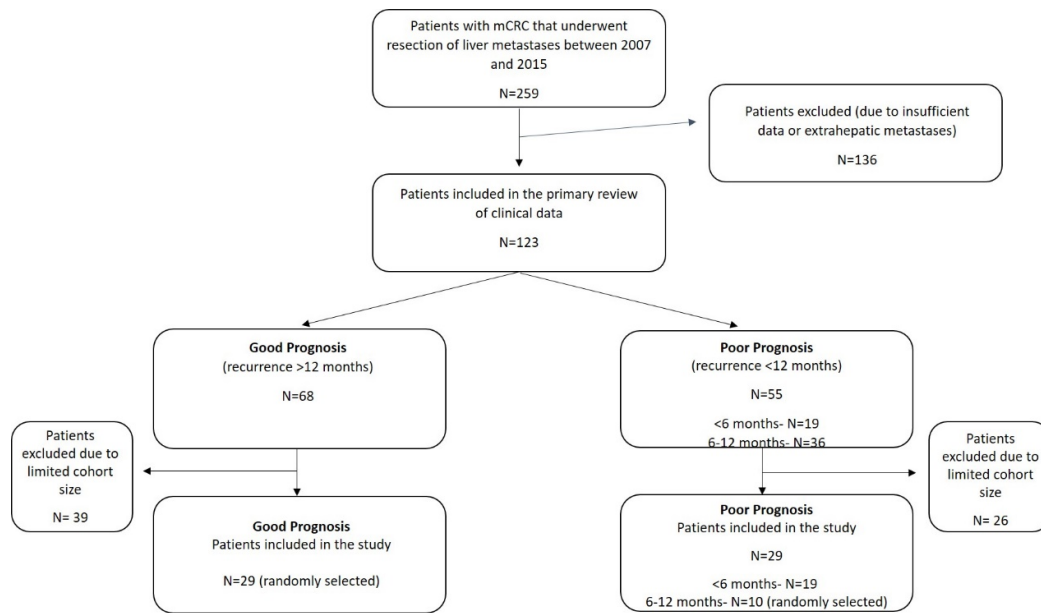 Patients with mCRC that underwent
resection of liver metastases between 2007
and 2015
N=259
Patients excluded (due to insufficient
data or extrahepatic metastases)
N=136
Patients included in the primary review
of clinical data
N=123
Good Prognosis
(recurrence >12 months)
N=68
Poor Prognosis
(recurrence <12 months)
N=55
<6 months- N=19
6-12 months- N=36
Patients
excluded due to
limited cohort
size
N= 39
Patients
excluded due to
limited cohort
size
N= 26
Good Prognosis
Patients included in the study
N=29 (randomly selected)
Poor Prognosis
Patients included in the study
N=29
<6 months- N=19
6-12 months- N=10 (randomly selected)